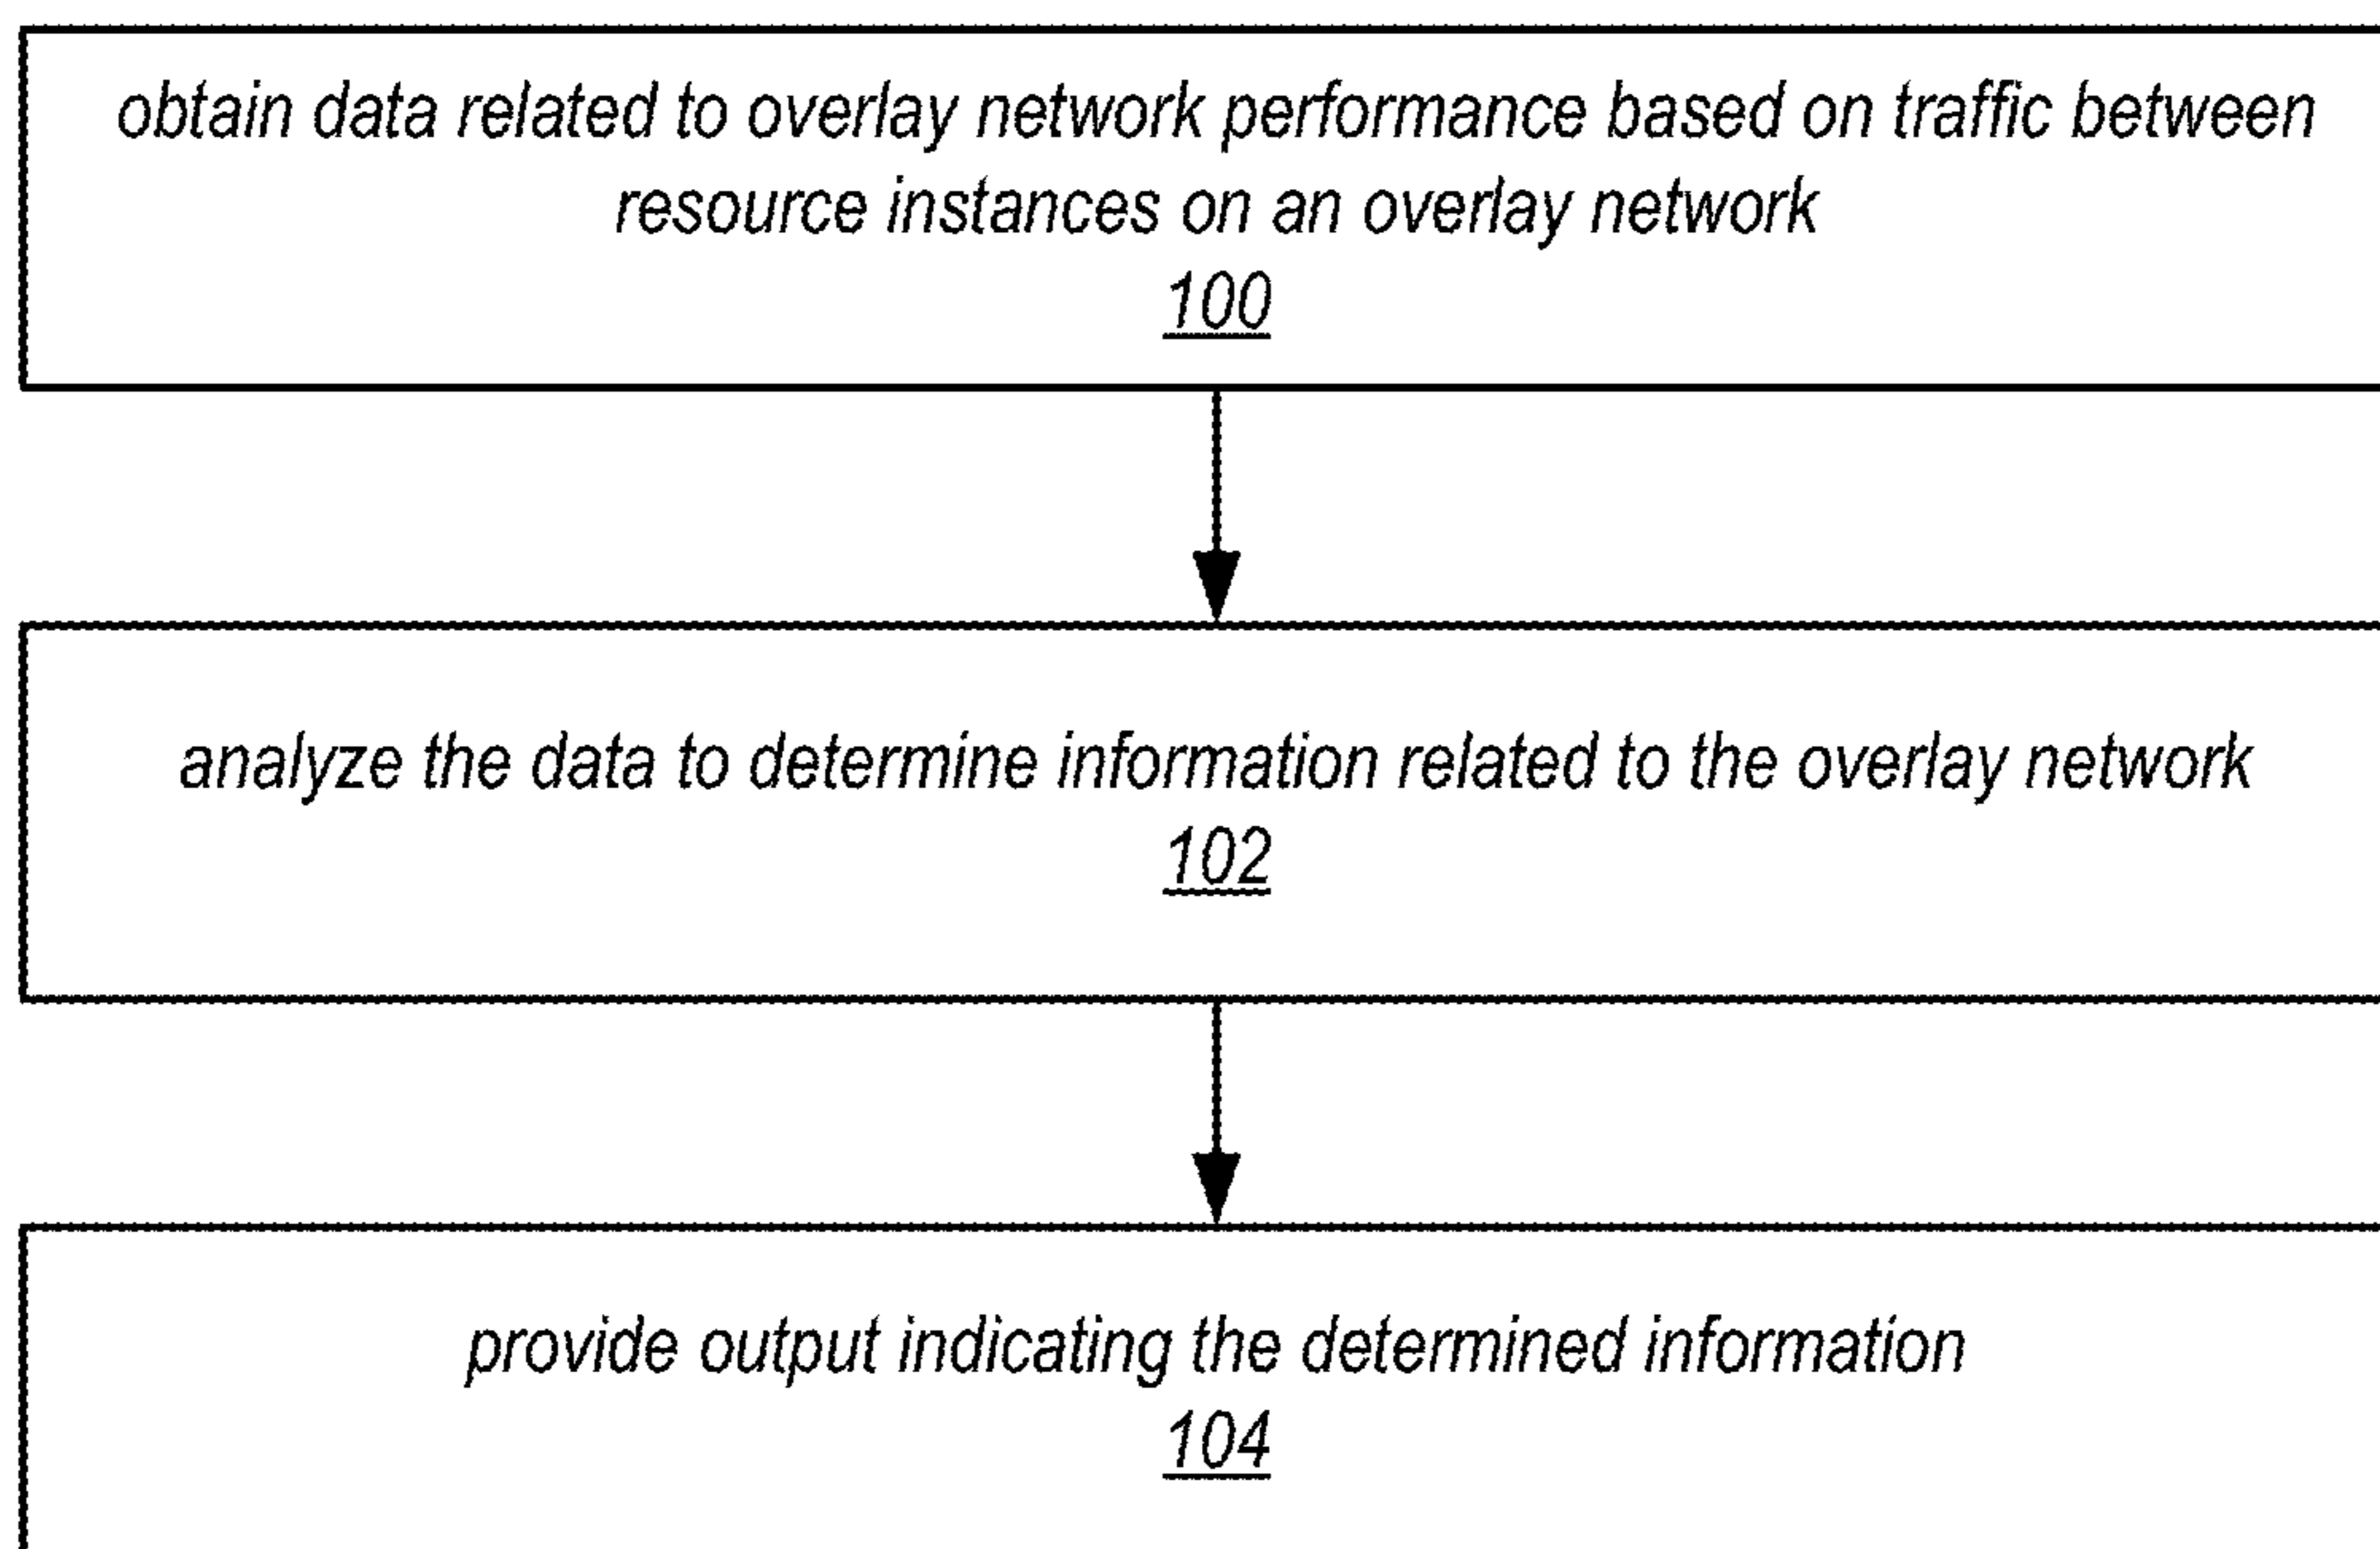 obtain data related to overlay network performance based on traffic between
resource instances on an overlay network
100
analyze the data to determine information related to the overlay network
102
provide output indicating the determined information
104